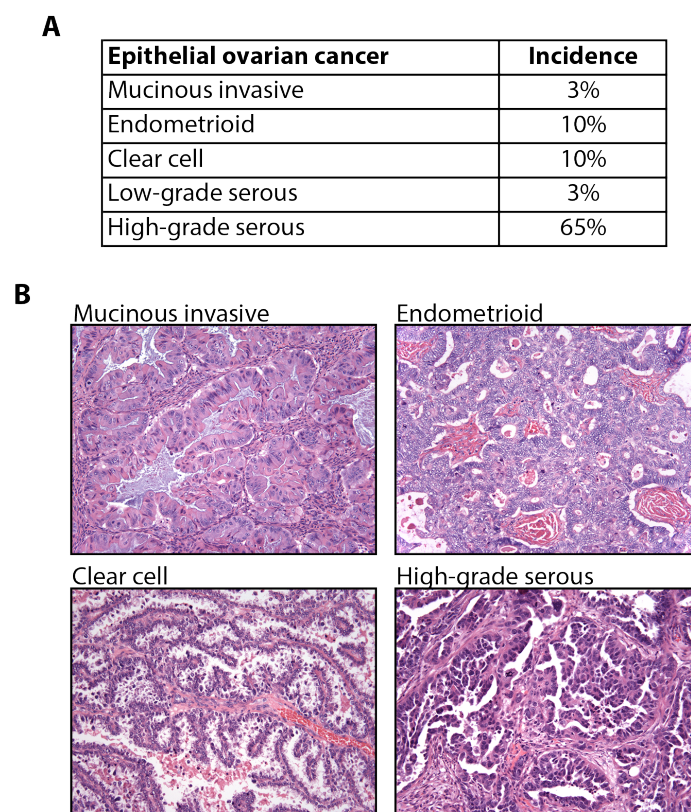 A
Epithelial ovarian cancer Incidence
Mucinous invasive 3%
Endometrioid 10%
Clear cell 10%
Low-grade serous 3%
High-grade serous 65%
B
Mucinous invasive Endometrioid
Clear cell High-grade serous